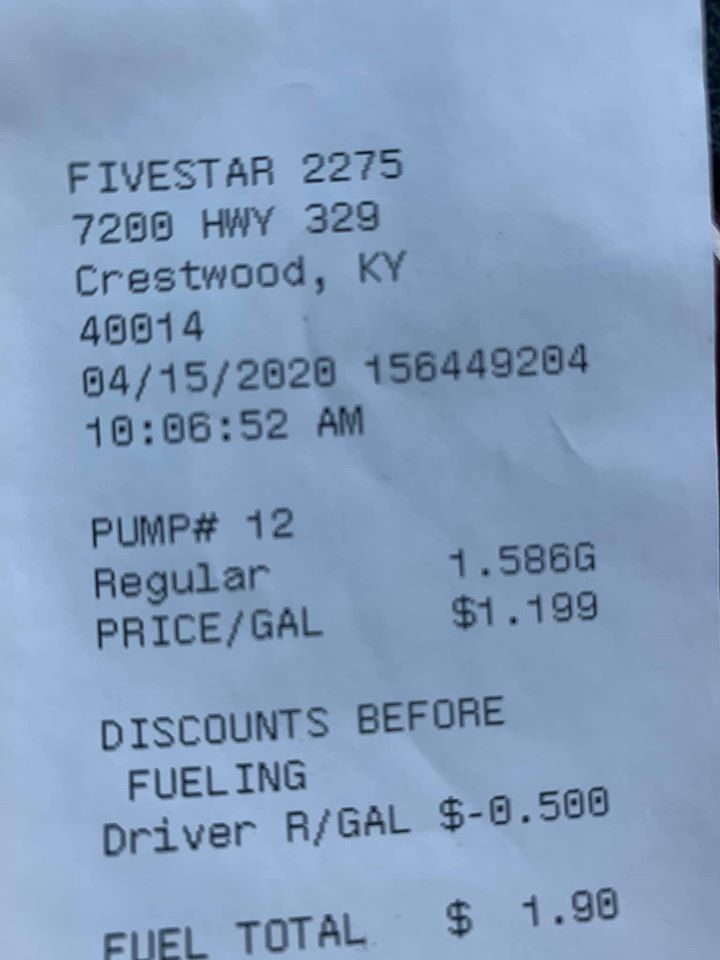 FIVESTAR 2275
7200 HWY 329
Crestwood, KY
40014
04/15/2020 156449204
10:06:52 AM
PUMP# 12
Regular 1.586G
PRICE/GAL $1.199
DISCOUNTS BEFORE
FUELING
Driver R/GAL $-0.500
FUEL TOTAL $ 1.90